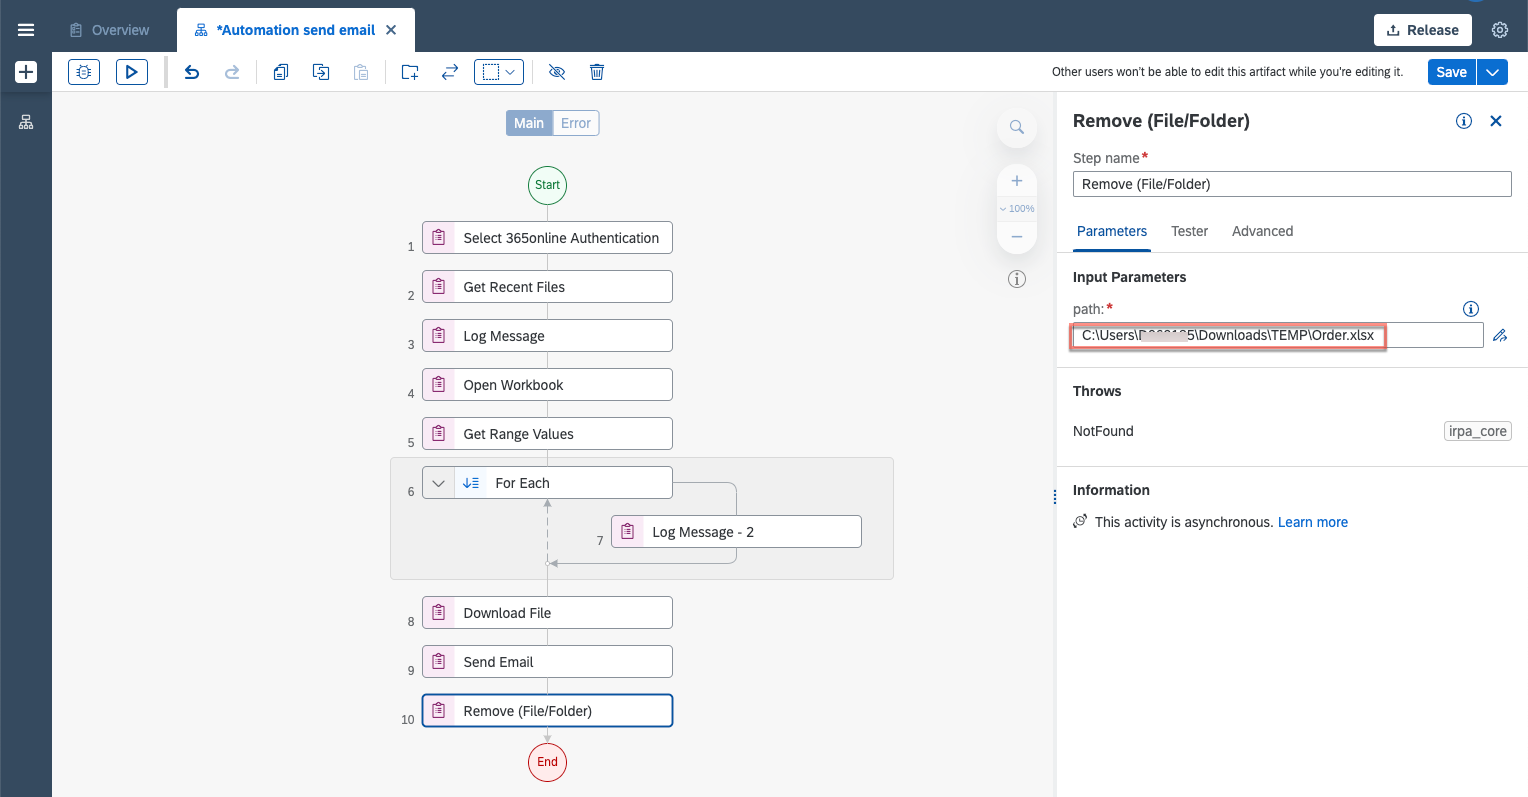 Overview
*Automation send email
Release
Other users won't be able to edit this artifact while you're editing it.
Save
Main
Error
100%
Start
1
Select 365online Authentication
2
Get Recent Files
3
Log Message
4
Open Workbook
5
Get Range Values
6
For Each
7
Log Message - 2
8
Download File
9
Send Email
10
Remove (File/Folder)
End
Remove (File/Folder)
Step name*
Remove (File/Folder)
Parameters
Tester
Advanced
Input Parameters
path:*
C:\Users\ 5\Downloads\TEMP\Order.xlsx
Throws
NotFound
irpa_core
Information
This activity is asynchronous. Learn more